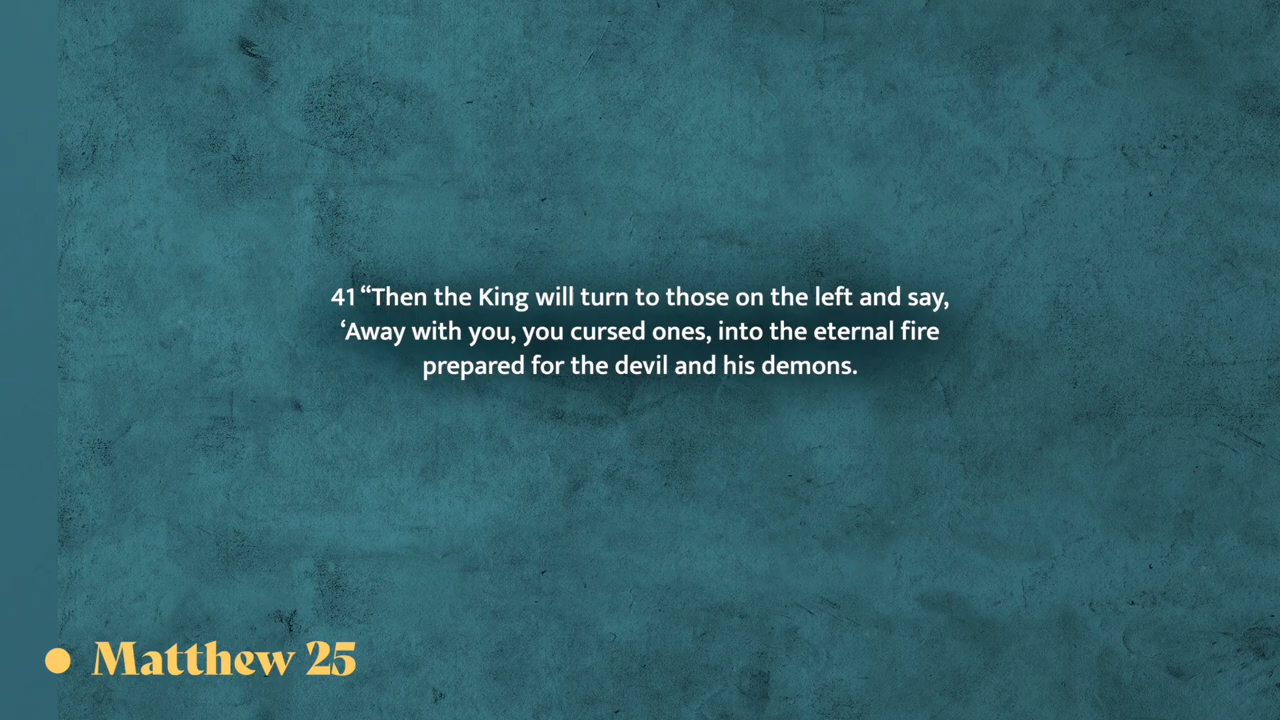 41 “Then the King will turn to those on the left and say,
‘Away with you, you cursed ones, into the eternal fire
prepared for the devil and his demons.
Matthew 25